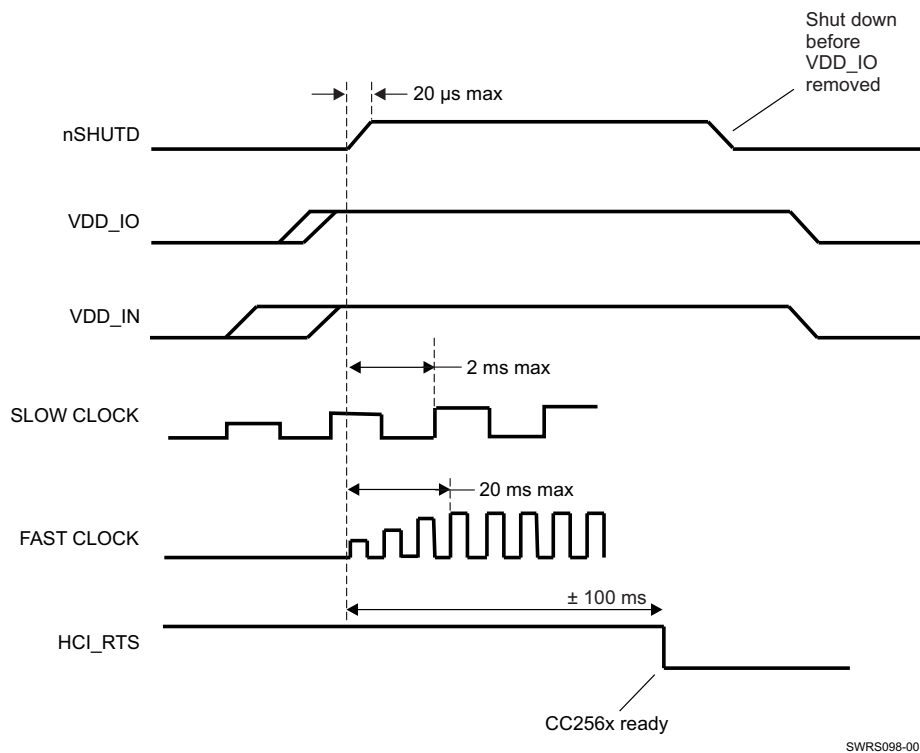 Shut down
before
VDD_IO
removed
20 µs max
nSHUTD
VDD_IO
VDD_IN
2 ms max
SLOW CLOCK
20 ms max
FAST CLOCK
± 100 ms
HCI_RTS
CC256x ready
SWRS098-00